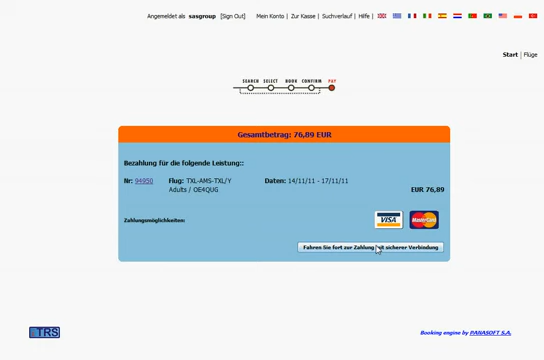 Angemeldet als sasgroup [Sign Out] Mein Konto | Zur Kasse | Suchverlauf | Hilfe |
Start | Flüge
SEARCH SELECT BOOK CONFIRM PAY
Gesamtbetrag: 76,89 EUR
Bezahlung für die folgende Leistung::
Nr: 94950 Flug: TXL-AMS-TXL/Y Daten: 14/11/11 - 17/11/11
Adults / OE4QUG EUR 76,89
Zahlungsmöglichkeiten: VISA MasterCard
Fahren Sie fort zur Zahlung mit sicherer Verbindung
TRS
Booking engine by PANASOFT S.A.